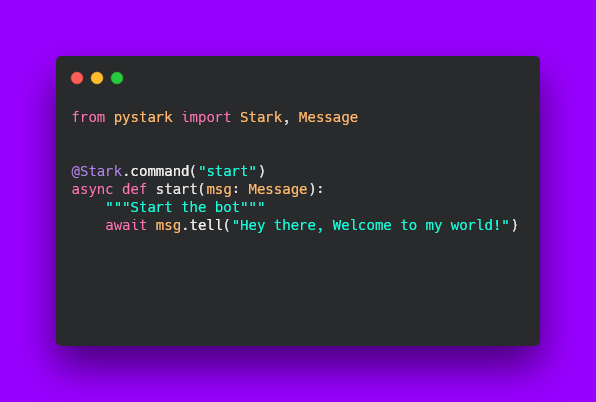 from pystark import Stark, Message
@Stark.command("start")
async def start(msg: Message):
    """Start the bot"""
    await msg.tell("Hey there, Welcome to my world!")